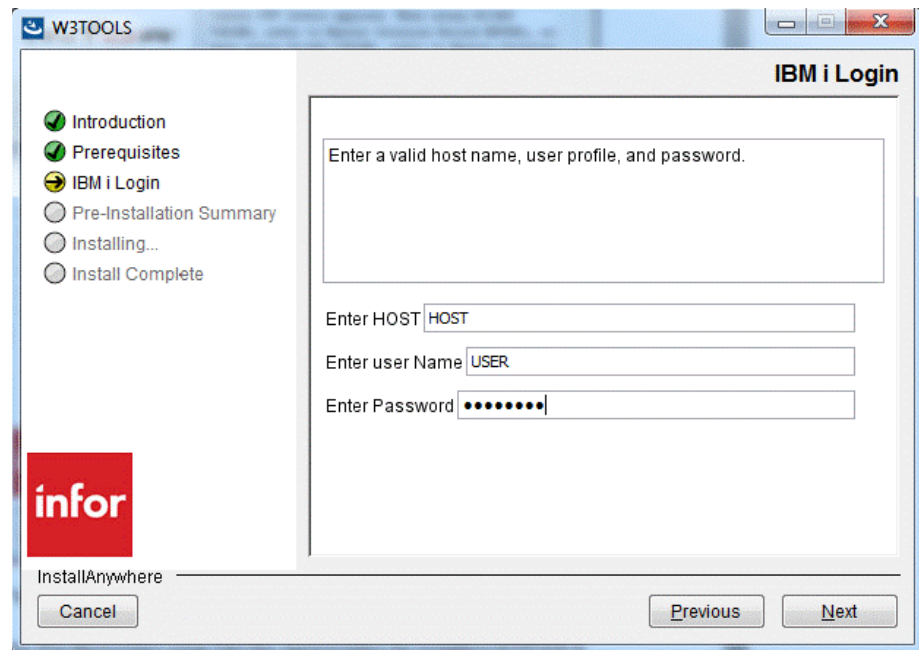 W3TOOLS
IBM i Login
Introduction
Prerequisites
IBM i Login
Pre-Installation Summary
Installing...
Install Complete
Enter a valid host name, user profile, and password.
Enter HOST HOST
Enter user Name USER
Enter Password ••••••••
infor
InstallAnywhere
Cancel
Previous
Next